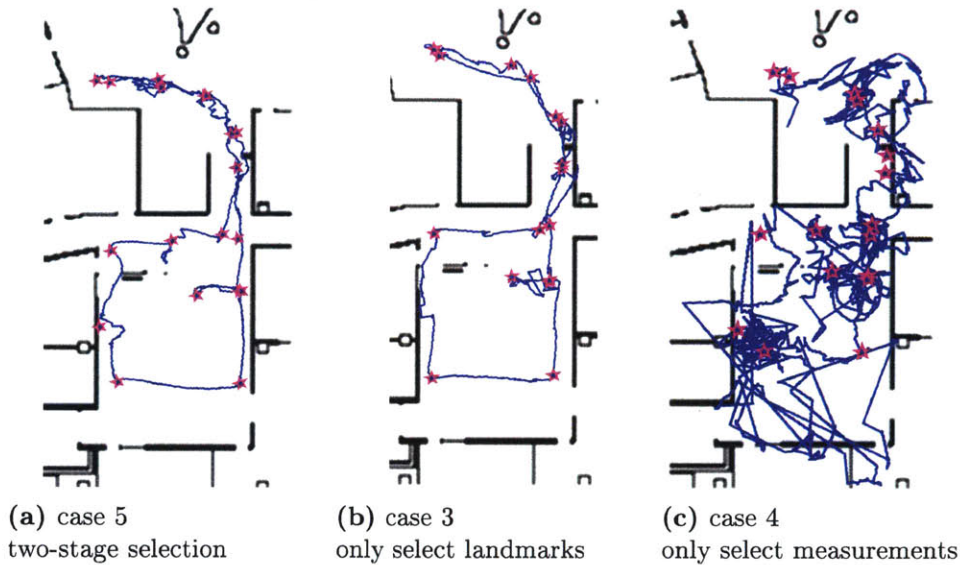 (a) case 5
two-stage selection
(b) case 3
only select landmarks
(c) case 4
only select measurements